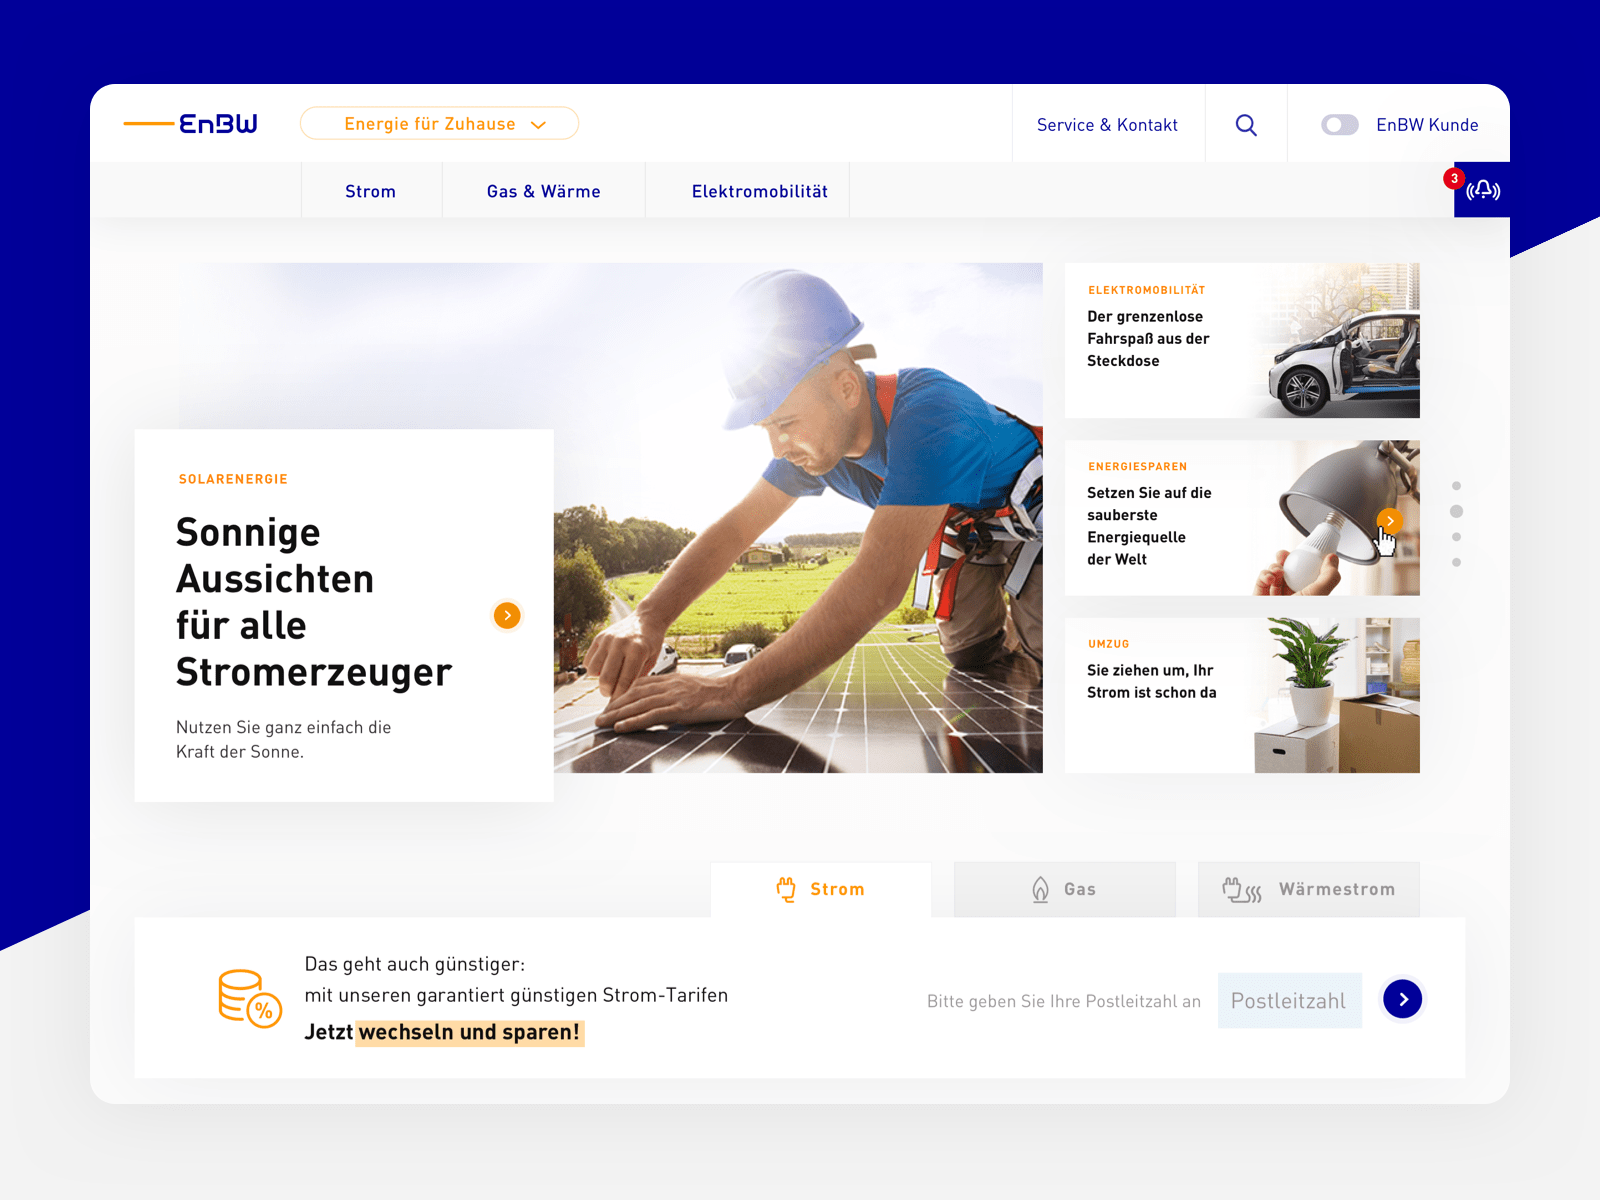 EnBW
Energie für Zuhause
Service & Kontakt
EnBW Kunde
Strom
Gas & Wärme
Elektromobilität
3
SOLARENERGIE
Sonnige
Aussichten
für alle
Stromerzeuger
Nutzen Sie ganz einfach die
Kraft der Sonne.
ELEKTROMOBILITÄT
Der grenzenlose
Fahrspaß aus der
Steckdose
ENERGIESPAREN
Setzen Sie auf die
sauberste
Energiequelle
der Welt
UMZUG
Sie ziehen um, Ihr
Strom ist schon da
Strom
Gas
Wärmestrom
%
Das geht auch günstiger:
mit unseren garantiert günstigen Strom-Tarifen
Jetzt wechseln und sparen!
Bitte geben Sie Ihre Postleitzahl an
Postleitzahl